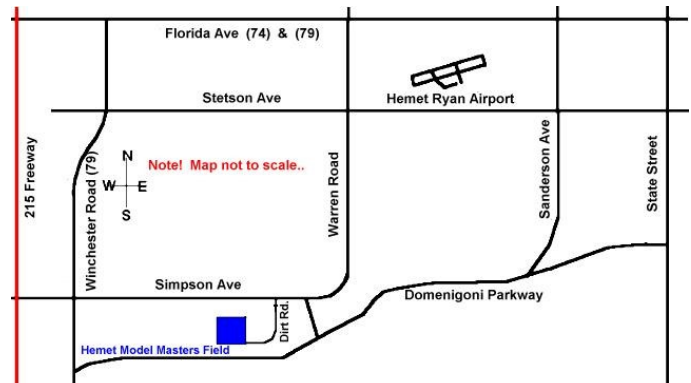 Florida Ave (74) & (79)
Stetson Ave
Hemet Ryan Airport
215 Freeway
Winchester Road (79)
N
W E
S
Note! Map not to scale..
Warren Road
Sanderson Ave
State Street
Simpson Ave
Domenigoni Parkway
Dirt Rd.
Hemet Model Masters Field